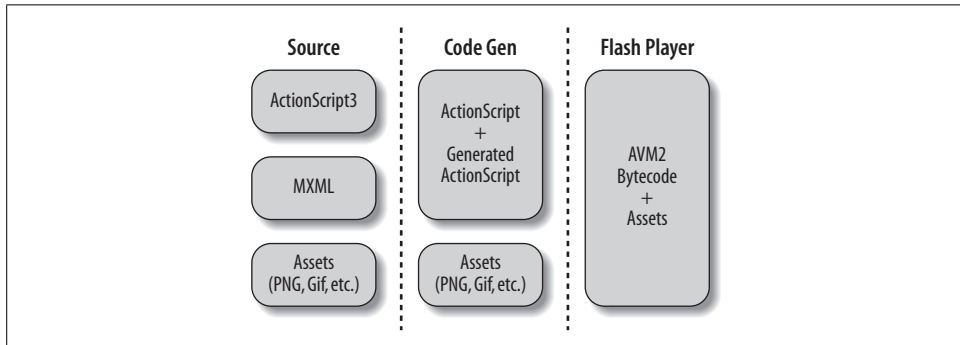 Source
ActionScript3
MXML
Assets
(PNG, Gif, etc.)
Code Gen
ActionScript
+
Generated
ActionScript
Assets
(PNG, Gif, etc.)
Flash Player
AVM2
Bytecode
+
Assets